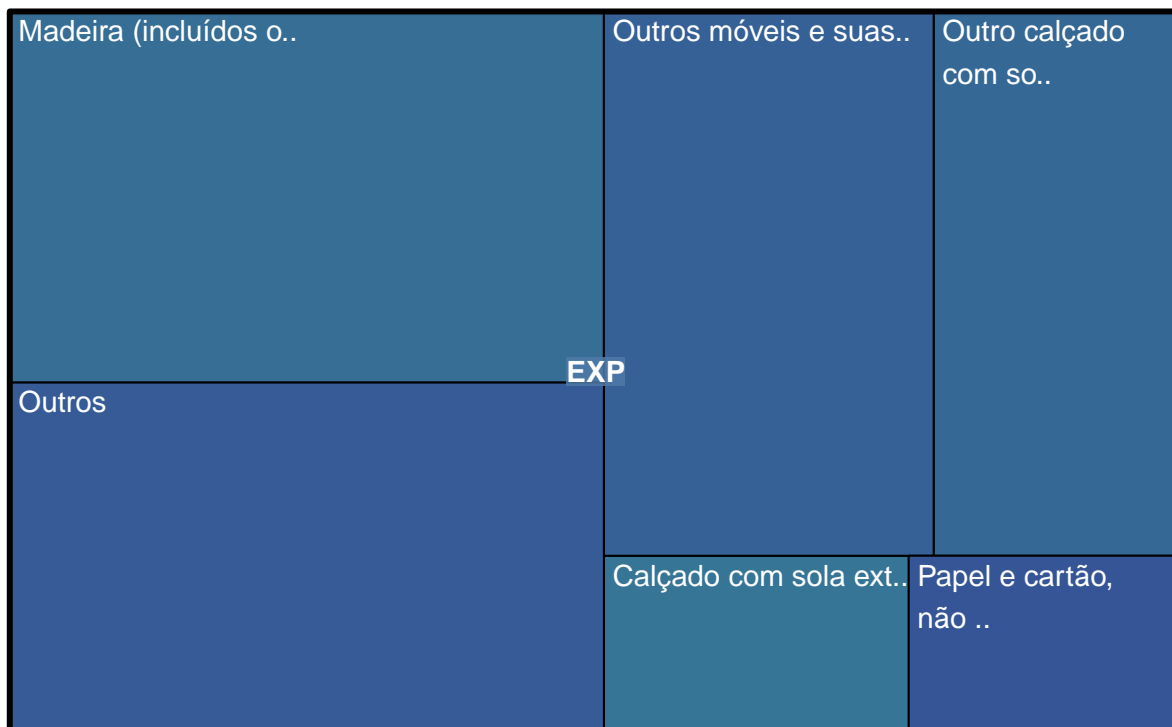 Madeira (incluídos o..
Outros móveis e suas..
Outro calçado
com so..
EXP
Outros
Calçado com sola ext..
Papel e cartão,
não ..